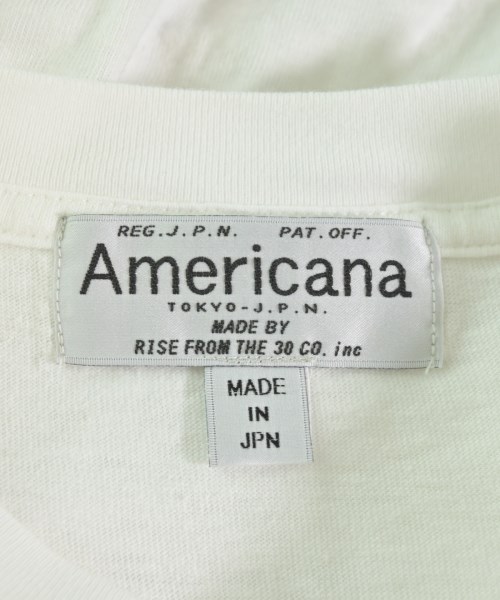 REG.J.P.N. PAT.OFF.
Americana
TOKYO-J.P.N.
MADE BY
RISE FROM THE 30 CO. inc
MADE
IN
JPN